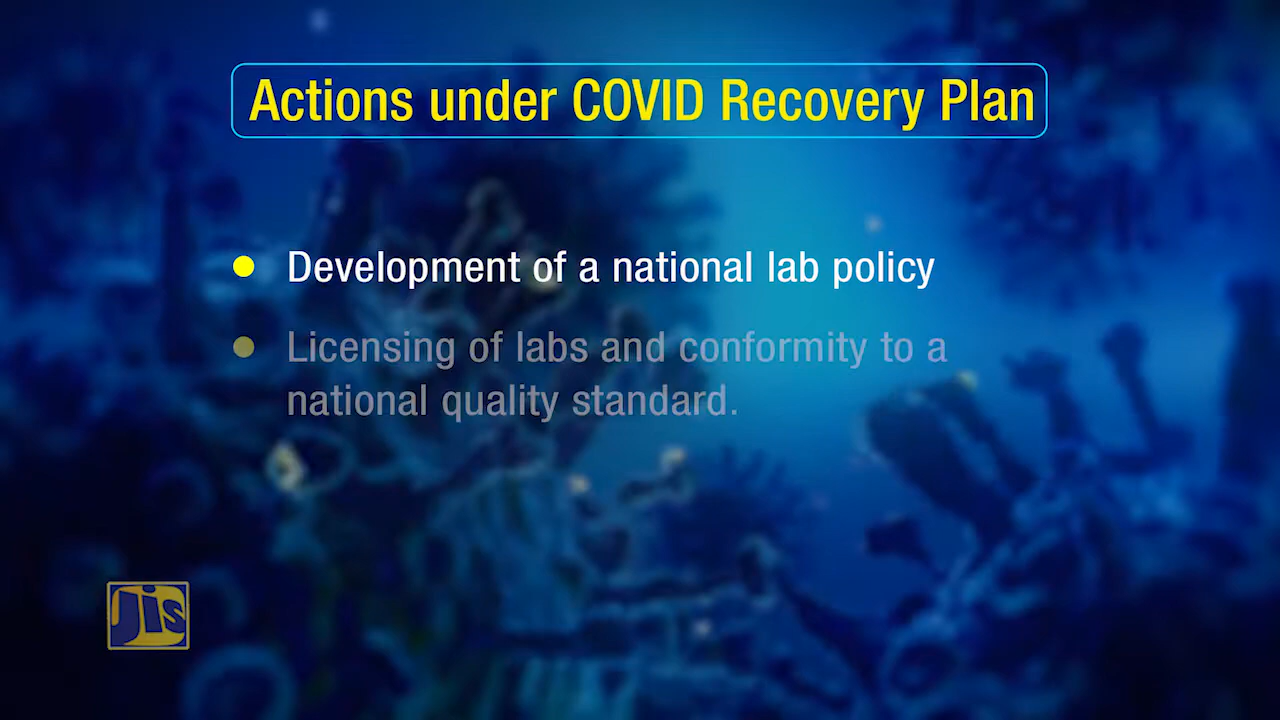 Actions under COVID Recovery Plan
Development of a national lab policy
Licensing of labs and conformity to a
national quality standard.
Jis